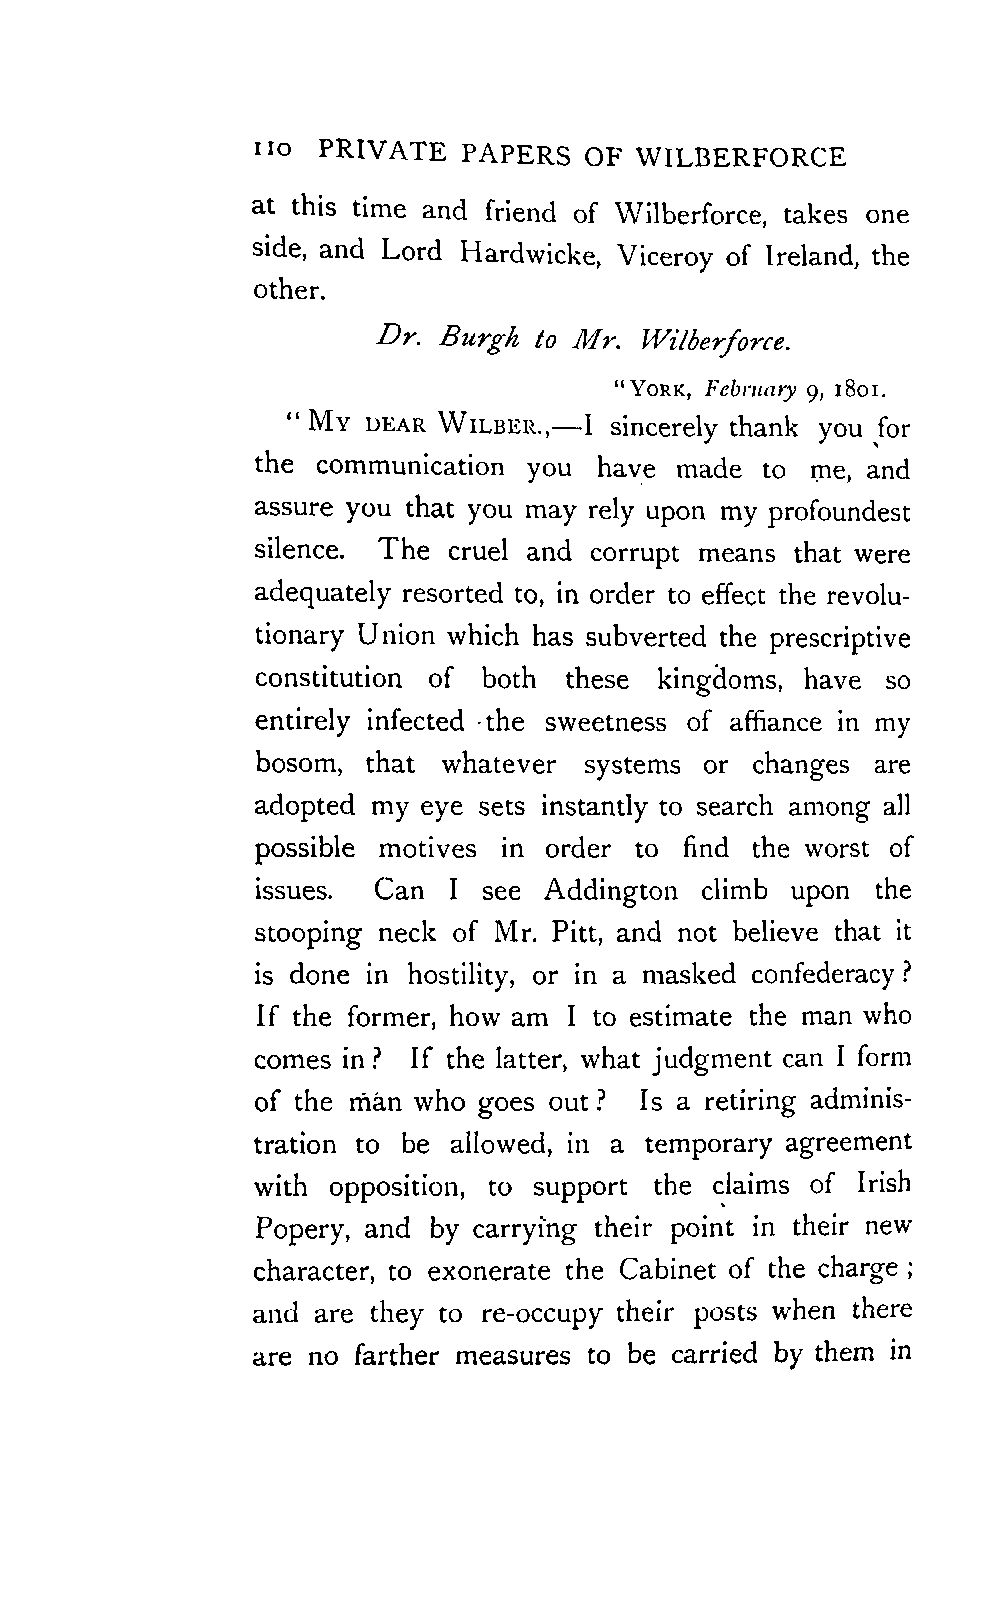 110 PRIVATE PAPERS OF WILBERFORCE
at this time and friend of Wilberforce, takes one
side, and Lord Hardwicke, Viceroy of Ireland, the
other.
Dr. Burgh to Mr. Wilberforce.
"YORK, February 9, 1801.
"MY DEAR WILBER.,—I sincerely thank you for
the communication you have made to me, and
assure you that you may rely upon my profoundest
silence. The cruel and corrupt means that were
adequately resorted to, in order to effect the revolu-
tionary Union which has subverted the prescriptive
constitution of both these kingdoms, have so
entirely infected the sweetness of affiance in my
bosom, that whatever systems or changes are
adopted my eye sets instantly to search among all
possible motives in order to find the worst of
issues. Can I see Addington climb upon the
stooping neck of Mr. Pitt, and not believe that it
is done in hostility, or in a masked confederacy?
If the former, how am I to estimate the man who
comes in? If the latter, what judgment can I form
of the man who goes out? Is a retiring adminis-
tration to be allowed, in a temporary agreement
with opposition, to support the claims of Irish
Popery, and by carrying their point in their new
character, to exonerate the Cabinet of the charge;
and are they to re-occupy their posts when there
are no farther measures to be carried by them in